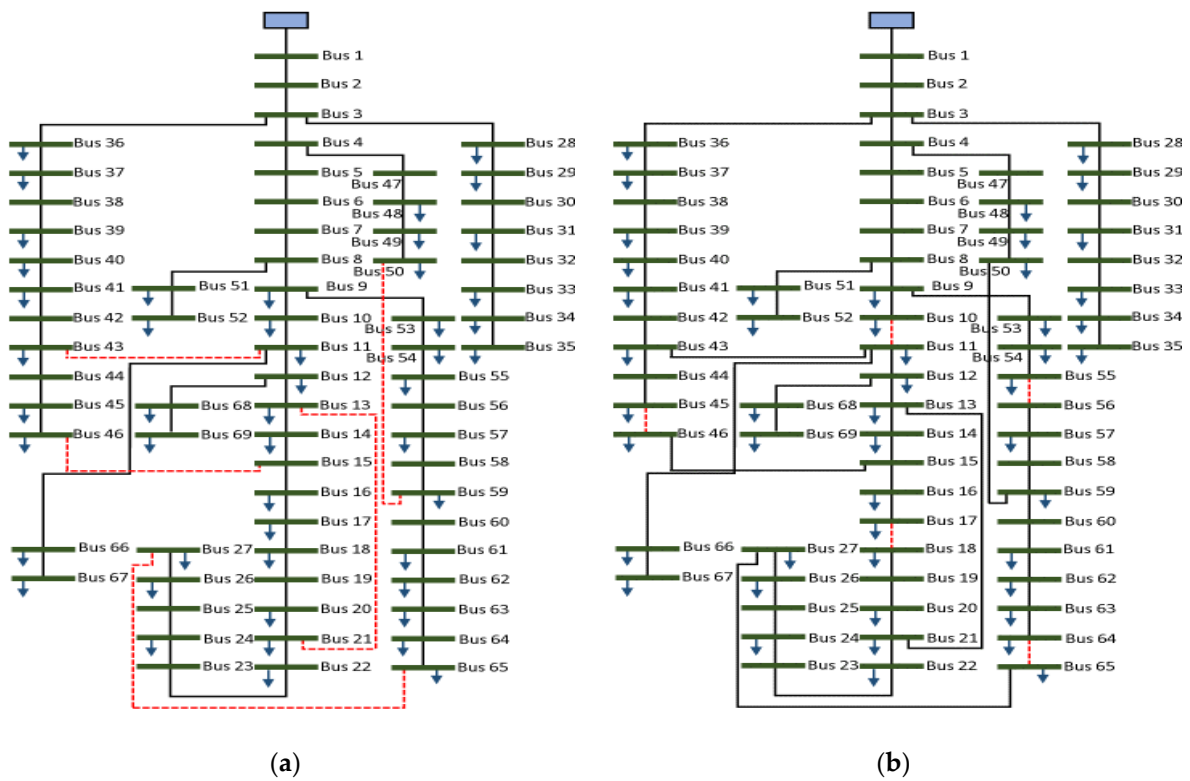 Bus 1
Bus 2
Bus 3
Bus 36
Bus 4
Bus 28
Bus 37
Bus 5
Bus 47
Bus 29
Bus 38
Bus 6
Bus 48
Bus 30
Bus 39
Bus 7
Bus 49
Bus 31
Bus 40
Bus 8
Bus 50
Bus 32
Bus 41
Bus 51
Bus 9
Bus 33
Bus 42
Bus 52
Bus 10
Bus 53
Bus 34
Bus 43
Bus 11
Bus 54
Bus 35
Bus 44
Bus 12
Bus 55
Bus 45
Bus 68
Bus 13
Bus 56
Bus 46
Bus 69
Bus 14
Bus 57
Bus 15
Bus 58
Bus 16
Bus 59
Bus 17
Bus 60
Bus 66
Bus 27
Bus 18
Bus 61
Bus 67
Bus 26
Bus 19
Bus 62
Bus 25
Bus 20
Bus 63
Bus 24
Bus 21
Bus 64
Bus 23
Bus 22
Bus 65
(a)
Bus 1
Bus 2
Bus 3
Bus 36
Bus 4
Bus 28
Bus 37
Bus 5
Bus 47
Bus 29
Bus 38
Bus 6
Bus 48
Bus 30
Bus 39
Bus 7
Bus 49
Bus 31
Bus 40
Bus 8
Bus 50
Bus 32
Bus 41
Bus 51
Bus 9
Bus 33
Bus 42
Bus 52
Bus 10
Bus 53
Bus 34
Bus 43
Bus 11
Bus 54
Bus 35
Bus 44
Bus 12
Bus 55
Bus 45
Bus 68
Bus 13
Bus 56
Bus 46
Bus 69
Bus 14
Bus 57
Bus 15
Bus 58
Bus 16
Bus 59
Bus 17
Bus 60
Bus 66
Bus 27
Bus 18
Bus 61
Bus 67
Bus 26
Bus 19
Bus 62
Bus 25
Bus 20
Bus 63
Bus 24
Bus 21
Bus 64
Bus 23
Bus 22
Bus 65
(b)